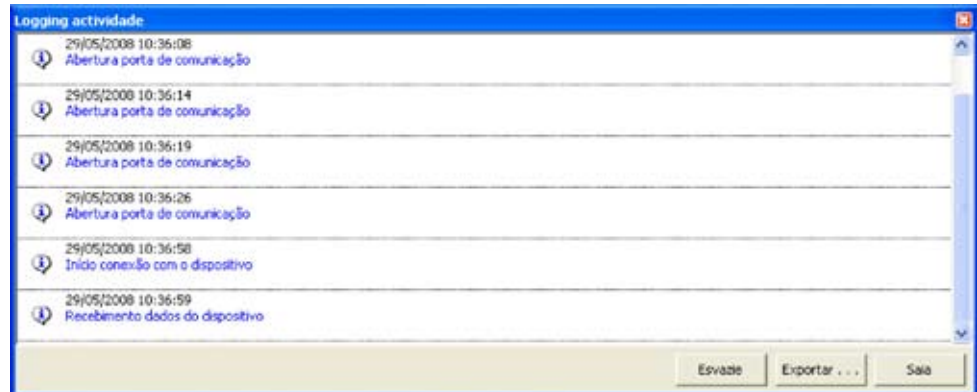 Logging actividade
29/05/2008 10:36:08
Abertura porta de comunicação
29/05/2008 10:36:14
Abertura porta de comunicação
29/05/2008 10:36:19
Abertura porta de comunicação
29/05/2008 10:36:26
Abertura porta de comunicação
29/05/2008 10:36:58
Início conexão com o dispositivo
29/05/2008 10:36:59
Recebimento dados do dispositivo
Esvazie Exportar . . . Saia